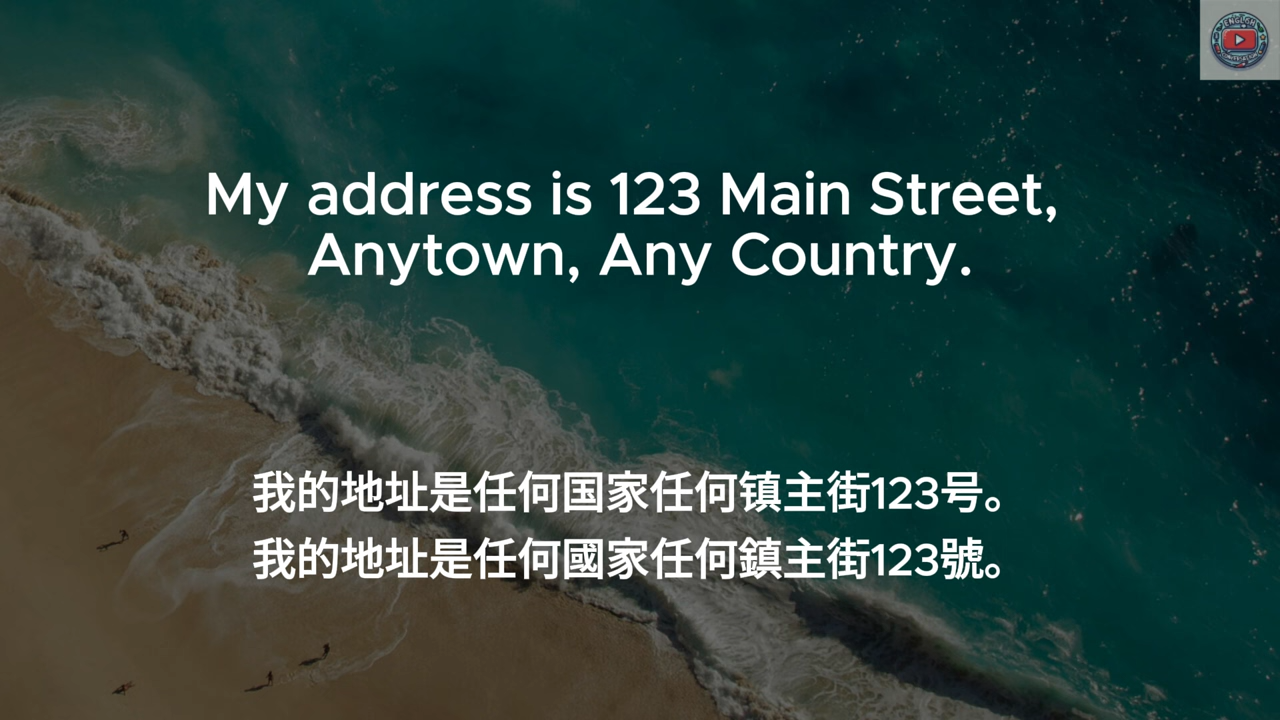 ENGLISH
My address is 123 Main Street,
Anytown, Any Country.
我的地址是任何国家任何镇主街123号。
我的地址是任何國家任何鎮主街123號。